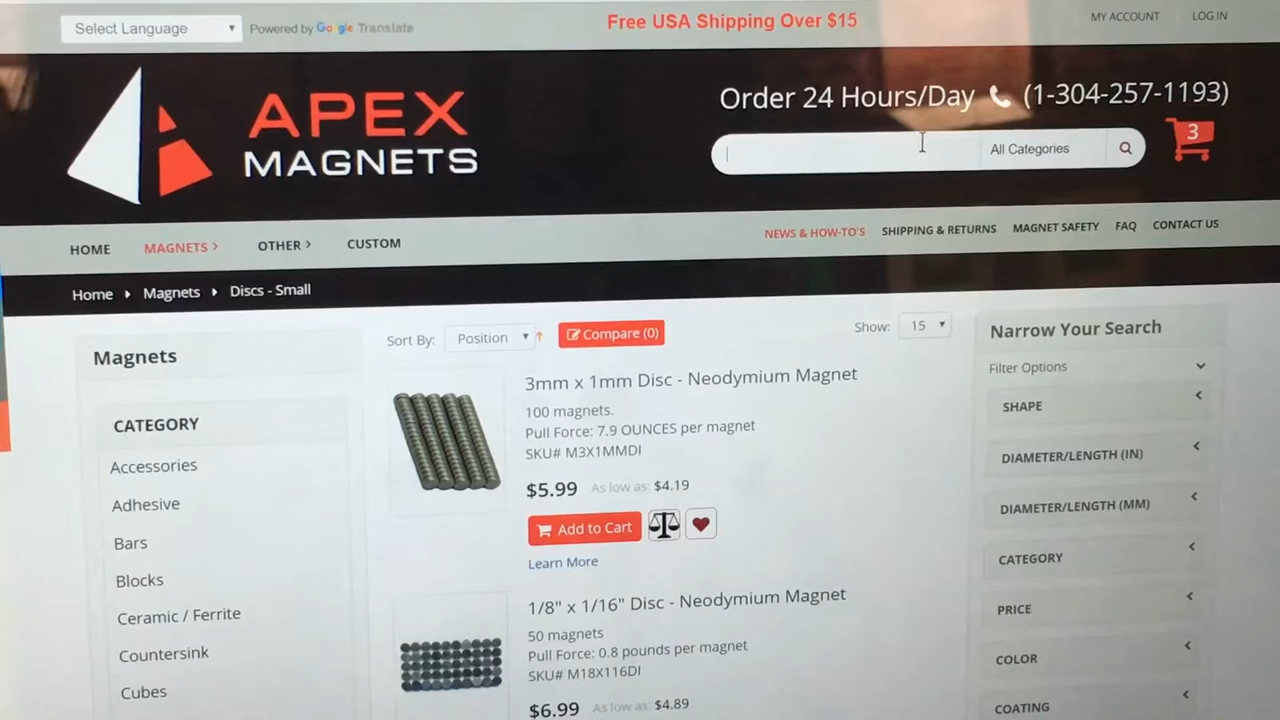 Select Language
Powered by Google Translate
Free USA Shipping Over $15
MY ACCOUNT
LOG IN
APEX
MAGNETS
Order 24 Hours/Day (1-304-257-1193)
All Categories
3
HOME
MAGNETS >
OTHER >
CUSTOM
NEWS & HOW-TO'S
SHIPPING & RETURNS
MAGNET SAFETY
FAQ
CONTACT US
Home
Magnets
Discs - Small
Magnets
CATEGORY
Accessories
Adhesive
Bars
Blocks
Ceramic / Ferrite
Countersink
Cubes
Sort By: Position
Compare (0)
Show: 15
3mm x 1mm Disc - Neodymium Magnet
100 magnets.
Pull Force: 7.9 OUNCES per magnet
SKU# M3X1MMDI
$5.99 As low as: $4.19
Add to Cart
Learn More
1/8" x 1/16" Disc - Neodymium Magnet
50 magnets
Pull Force: 0.8 pounds per magnet
SKU# M18X116DI
$6.99 As low as: $4.89
Narrow Your Search
Filter Options
SHAPE
DIAMETER/LENGTH (IN)
DIAMETER/LENGTH (MM)
CATEGORY
PRICE
COLOR
COATING